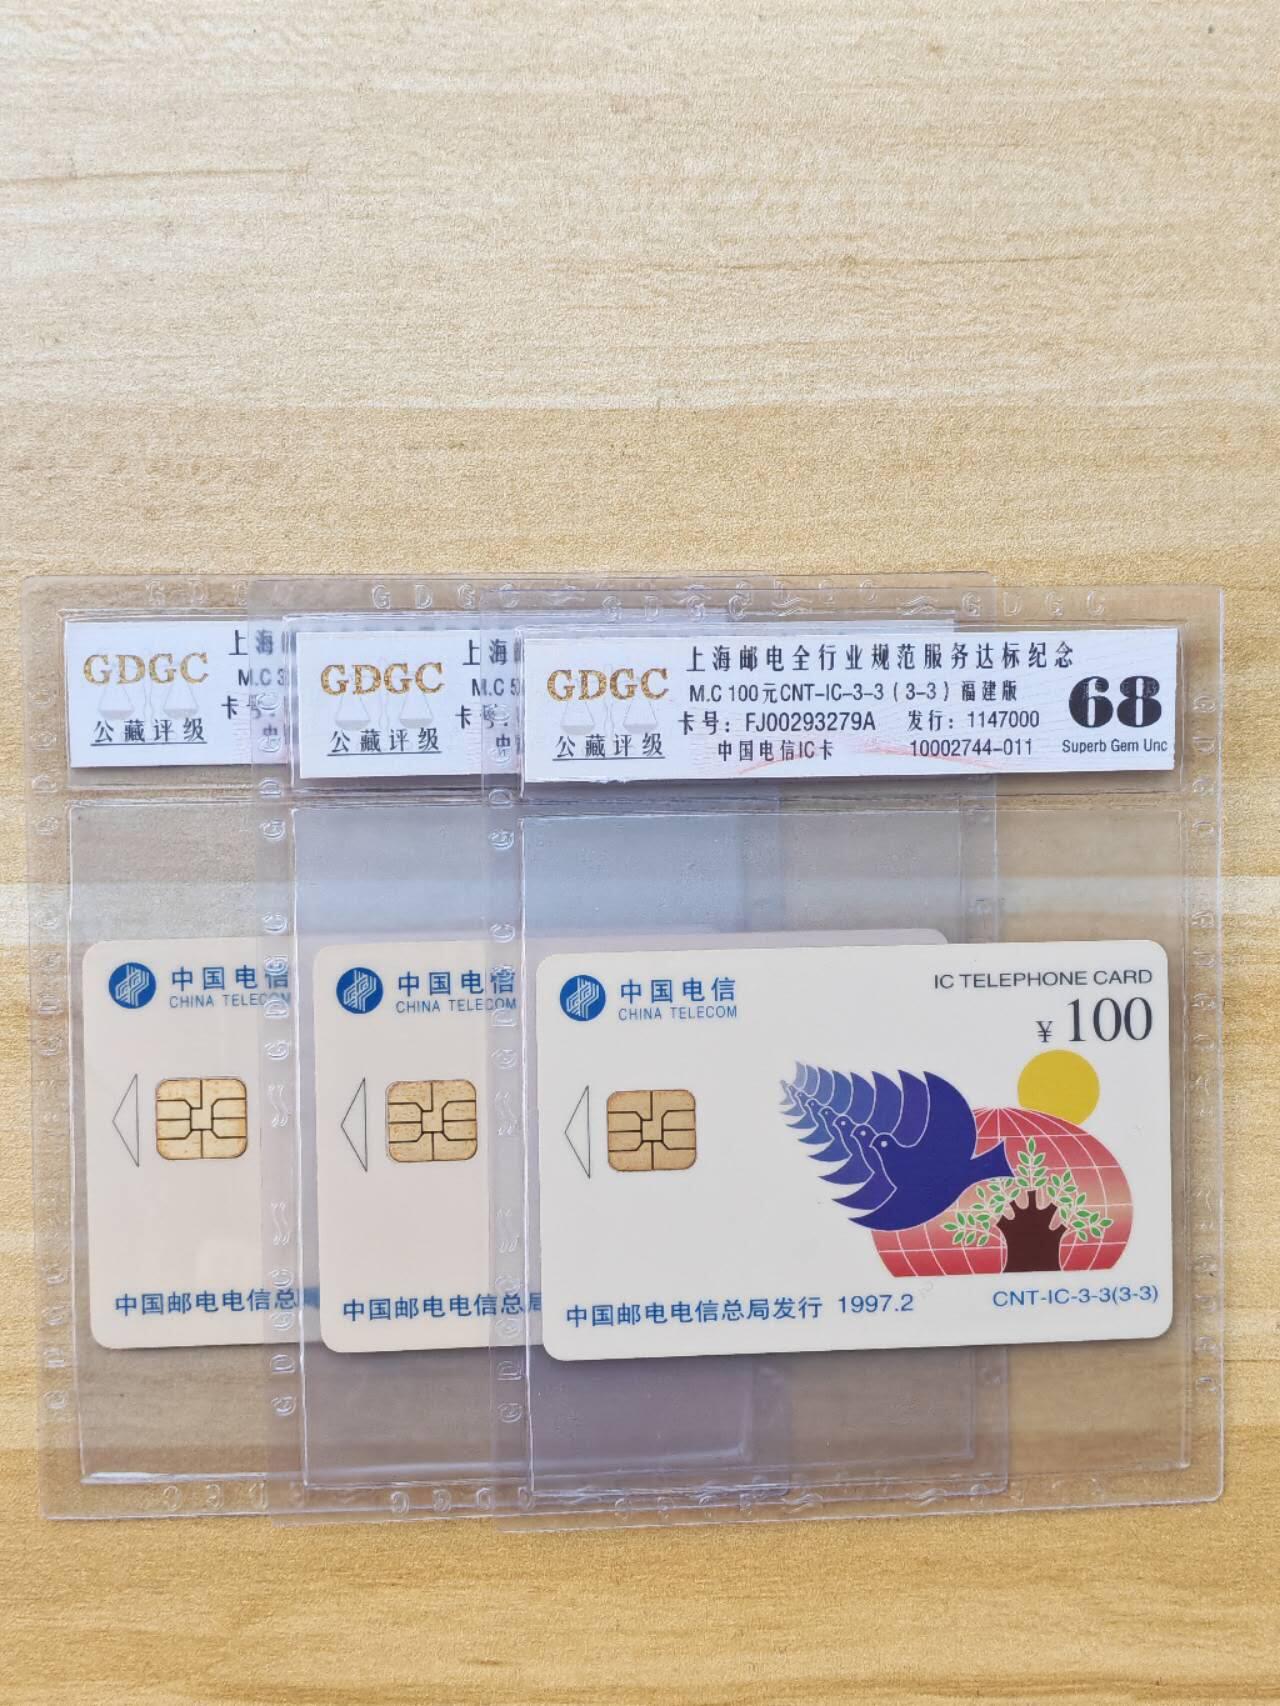 GDGC
公藏评级
上海
M.C 3
卡号:
GDGC
公藏评级
上海
M.C 5
卡号:
GDGC
公藏评级
上海邮电全行业规范服务达标纪念
M.C 100元CNT-IC-3-3(3-3)福建版
卡号: FJ00293279A 发行: 1147000
中国电信IC卡 10002744-011
68
Superb Gem Unc
中国电信
CHINA TELECOM
中国邮电电信总
中国电信
CHINA TELECOM
中国邮电电信总局
中国电信
CHINA TELECOM
IC TELEPHONE CARD
¥100
中国邮电电信总局发行 1997.2
CNT-IC-3-3(3-3)